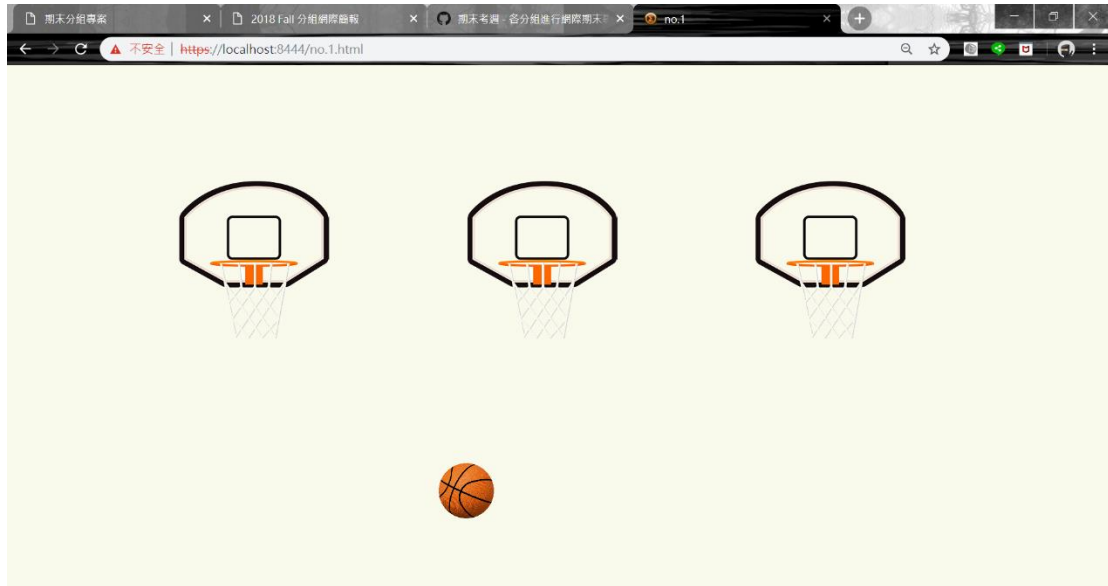 期末分組專案
2018 Fall 分組網際簡報
期末考週 - 各分組進行網際期末
no.1
不安全 | https://localhost:8444/no.1.html